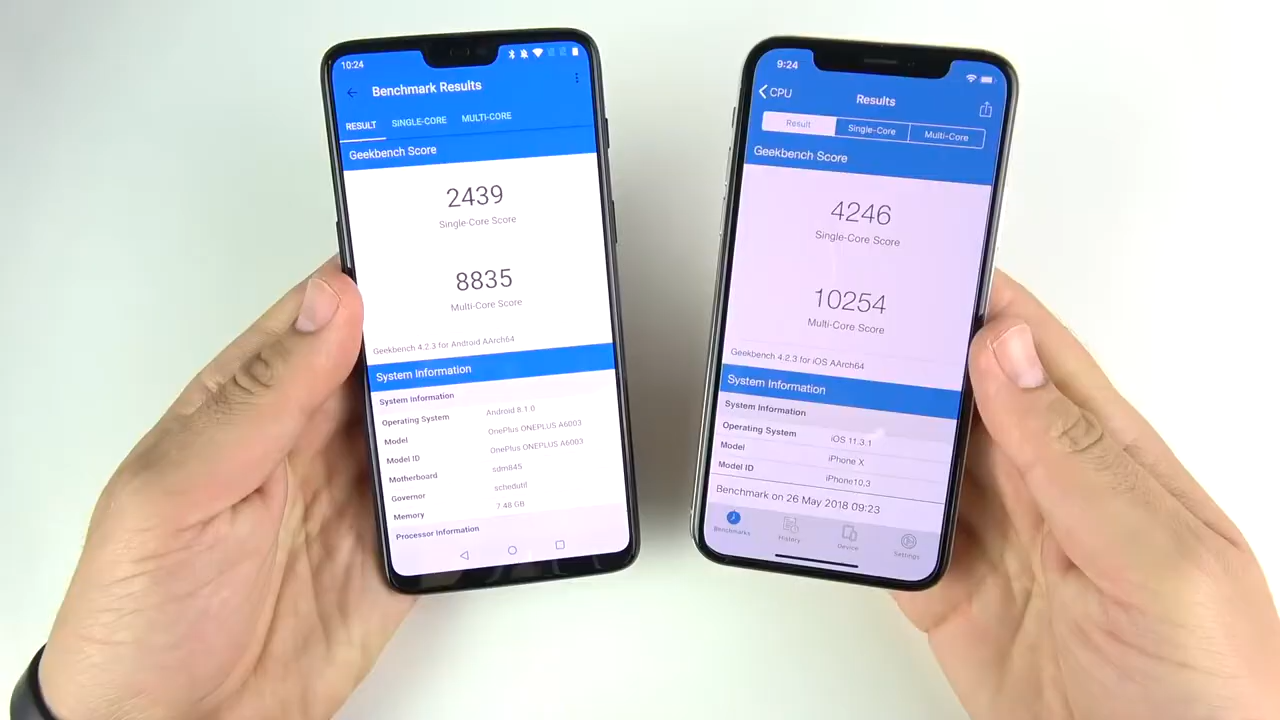 10:24
Benchmark Results
RESULT SINGLE-CORE MULTI-CORE
Geekbench Score
2439
Single-Core Score
8835
Multi-Core Score
Geekbench 4.2.3 for Android AArch64
System Information
System Information
Operating System Android 8.1.0
Model OnePlus ONEPLUS A6003
Model ID OnePlus ONEPLUS A6003
Motherboard sdm845
Governor schedutil
Memory 7.48 GB
Processor Information
9:24
CPU
Results
Result Single-Core Multi-Core
Geekbench Score
4246
Single-Core Score
10254
Multi-Core Score
Geekbench 4.2.3 for iOS AArch64
System Information
System Information
Operating System iOS 11.3.1
Model iPhone X
Model ID iPhone10,3
Benchmark on 26 May 2018 09:23
Benchmarks History Device Settings